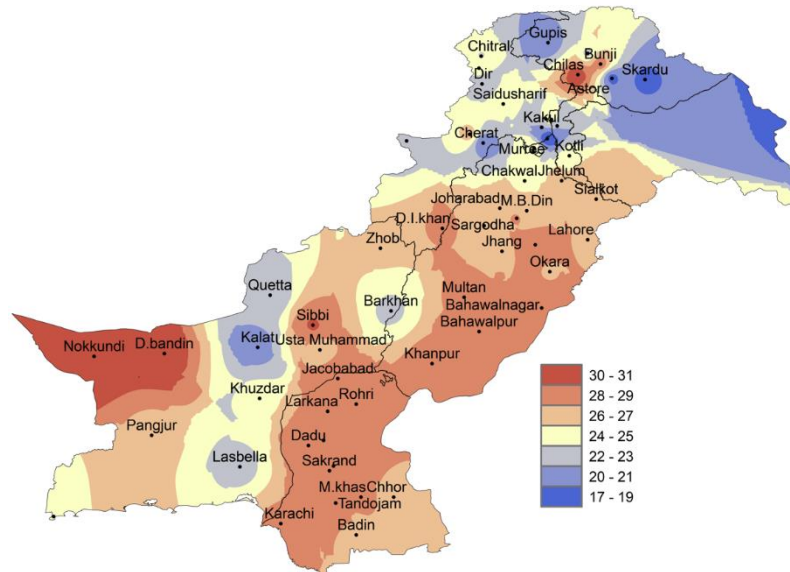 Gupis
Chitral
Bunji
Chilas
Dir
Skardu
Astore
Saidusharif
Kakul
Cherat
Murree
Kotli
Chakwal
Jhelum
Sialkot
Joharabad
M.B.Din
D.I.khan
Sargodha
Lahore
Zhob
Jhang
Okara
Quetta
Multan
Barkhan
Bahawalnagar
Sibbi
Bahawalpur
Nokkundi
D.bandin
Kalat
Usta Muhammad
Khanpur
Jacobabad
Khuzdar
Rohri
Larkana
Pangjur
Dadu
Lasbella
Sakrand
M.khas
Chhor
Tandojam
Karachi
Badin
30 - 31
28 - 29
26 - 27
24 - 25
22 - 23
20 - 21
17 - 19